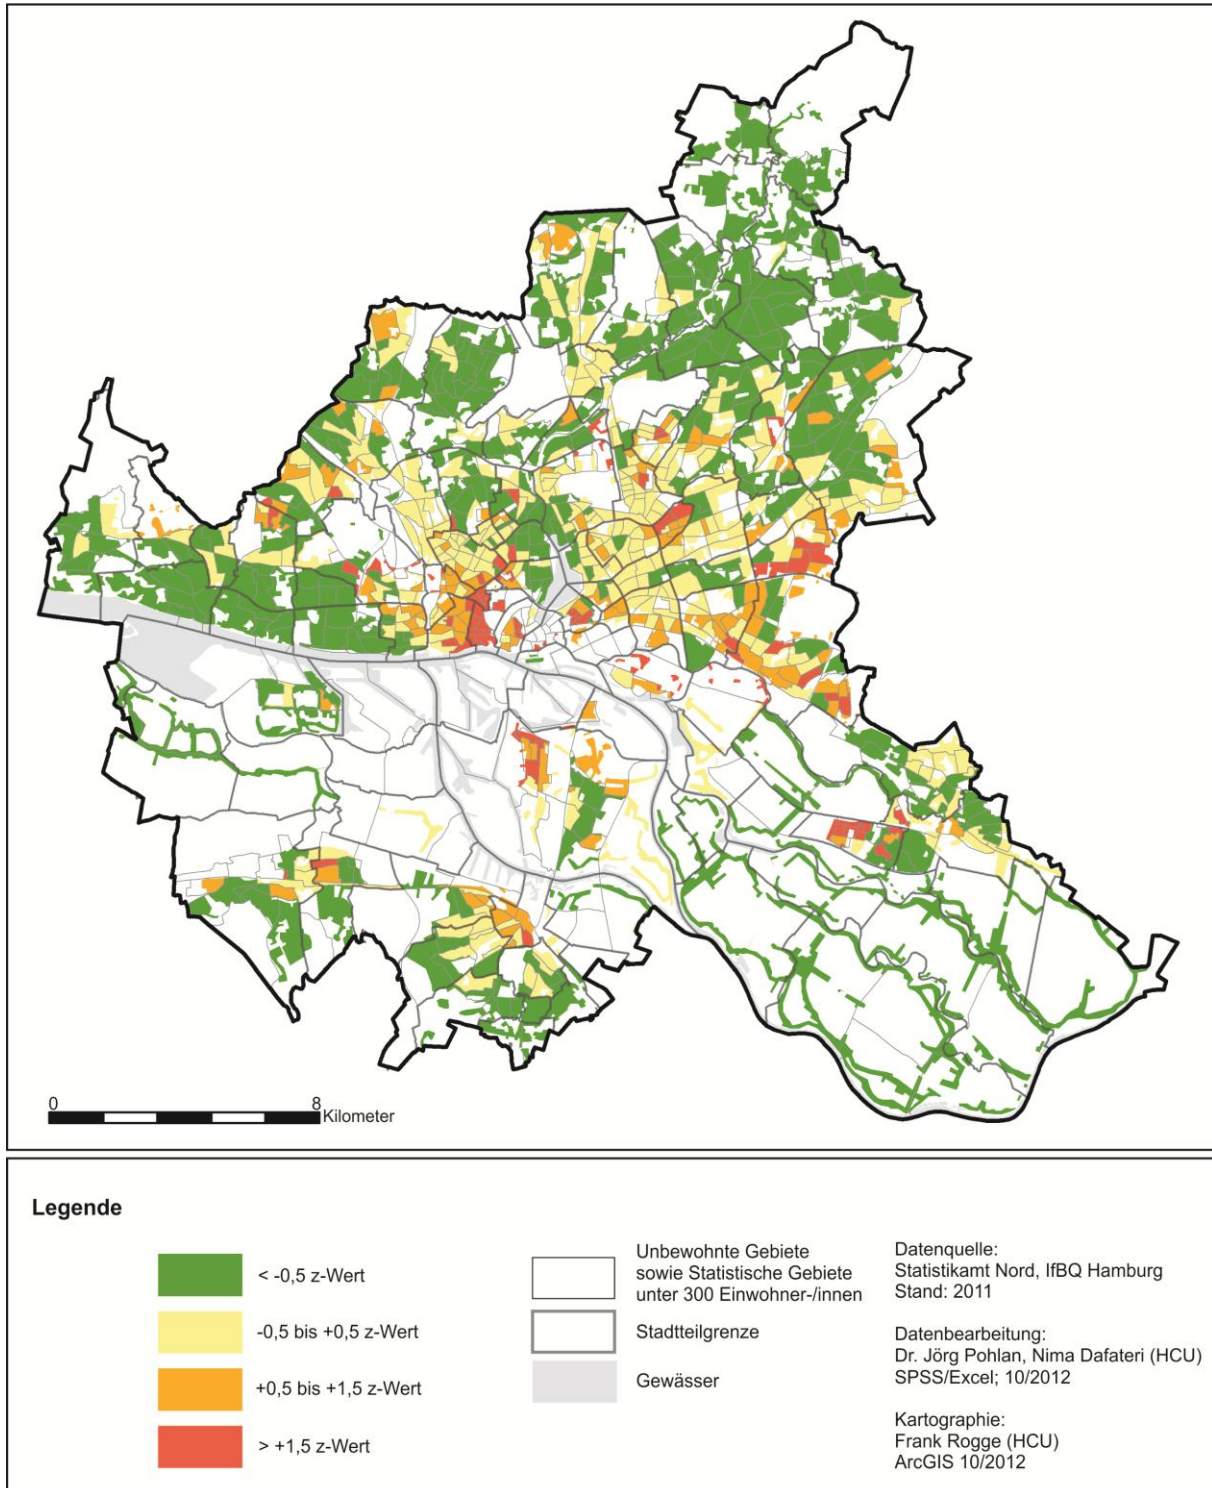 0 8
Kilometer
Legende
< -0,5 z-Wert
-0,5 bis +0,5 z-Wert
+0,5 bis +1,5 z-Wert
> +1,5 z-Wert
Unbewohnte Gebiete
sowie Statistische Gebiete
unter 300 Einwohner-/innen
Stadtteilgrenze
Gewässer
Datenquelle:
Statistikamt Nord, IfBQ Hamburg
Stand: 2011
Datenbearbeitung:
Dr. Jörg Pohlan, Nima Dafateri (HCU)
SPSS/Excel; 10/2012
Kartographie:
Frank Rogge (HCU)
ArcGIS 10/2012